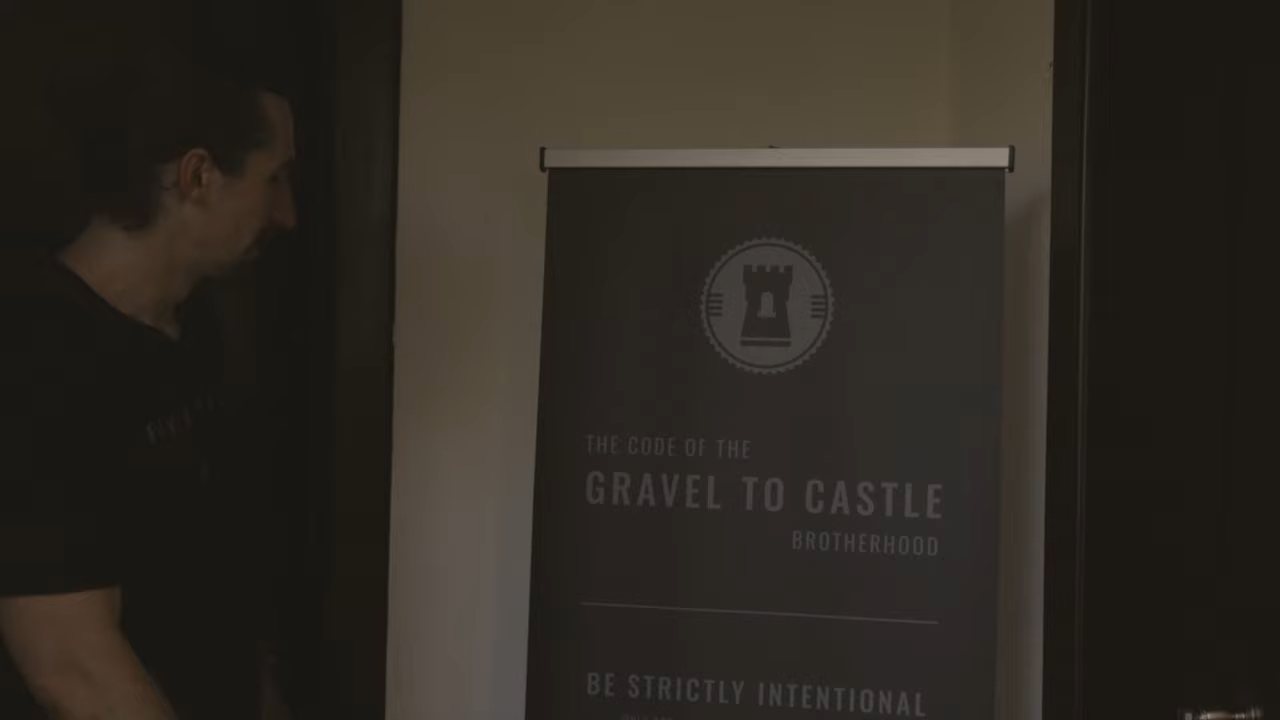 THE CODE OF THE
GRAVEL TO CASTLE
BROTHERHOOD
BE STRICTLY INTENTIONAL